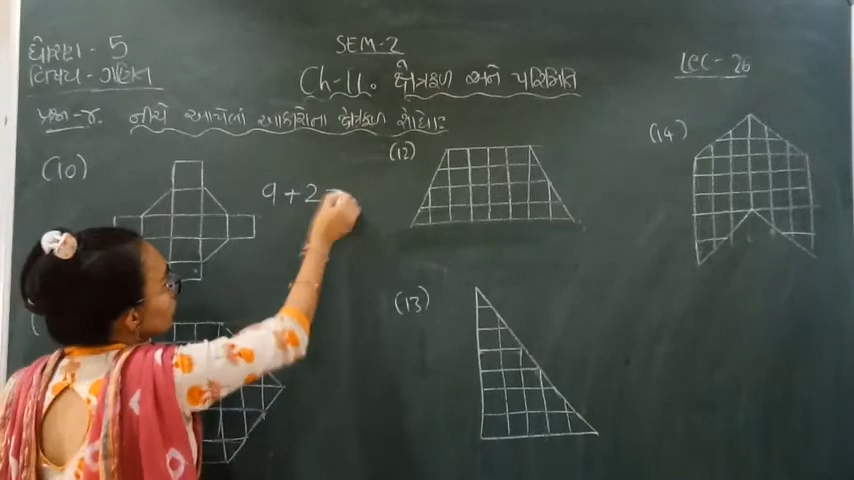 ધોરણ - 5
વિષય - ગણિત
SEM-2
Ch-11. ક્ષેત્રફળ અને પરિમિતિ
LEC-26
પ્રશ્ન-૪. નીચે આપેલાં આકારોના ક્ષેત્રફળ શોધો.
(10)
9+2=
(12)
(13)
(14)